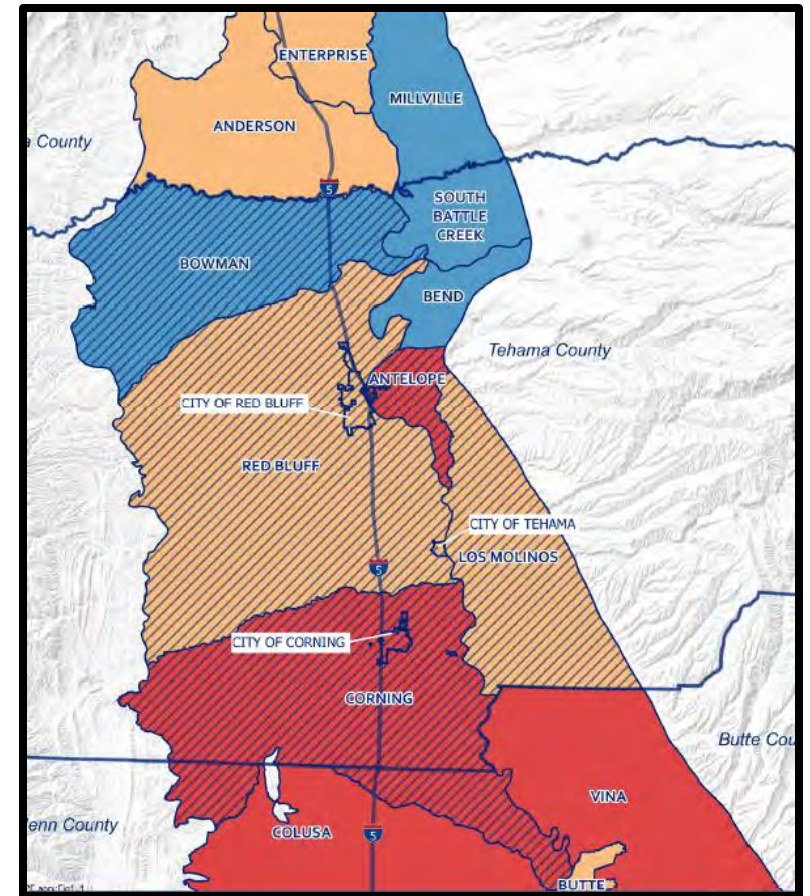 ENTERPRISE
MILLVILLE
ANDERSON
County
5
SOUTH
BATTLE
CREEK
BOWMAN
BEND
Tehama County
ANTELOPE
CITY OF RED BLUFF
RED BLUFF
CITY OF TEHAMA
LOS MOLINOS
5
CITY OF CORNING
CORNING
Butte Cou
VINA
enn County
COLUSA
5
BUTTE